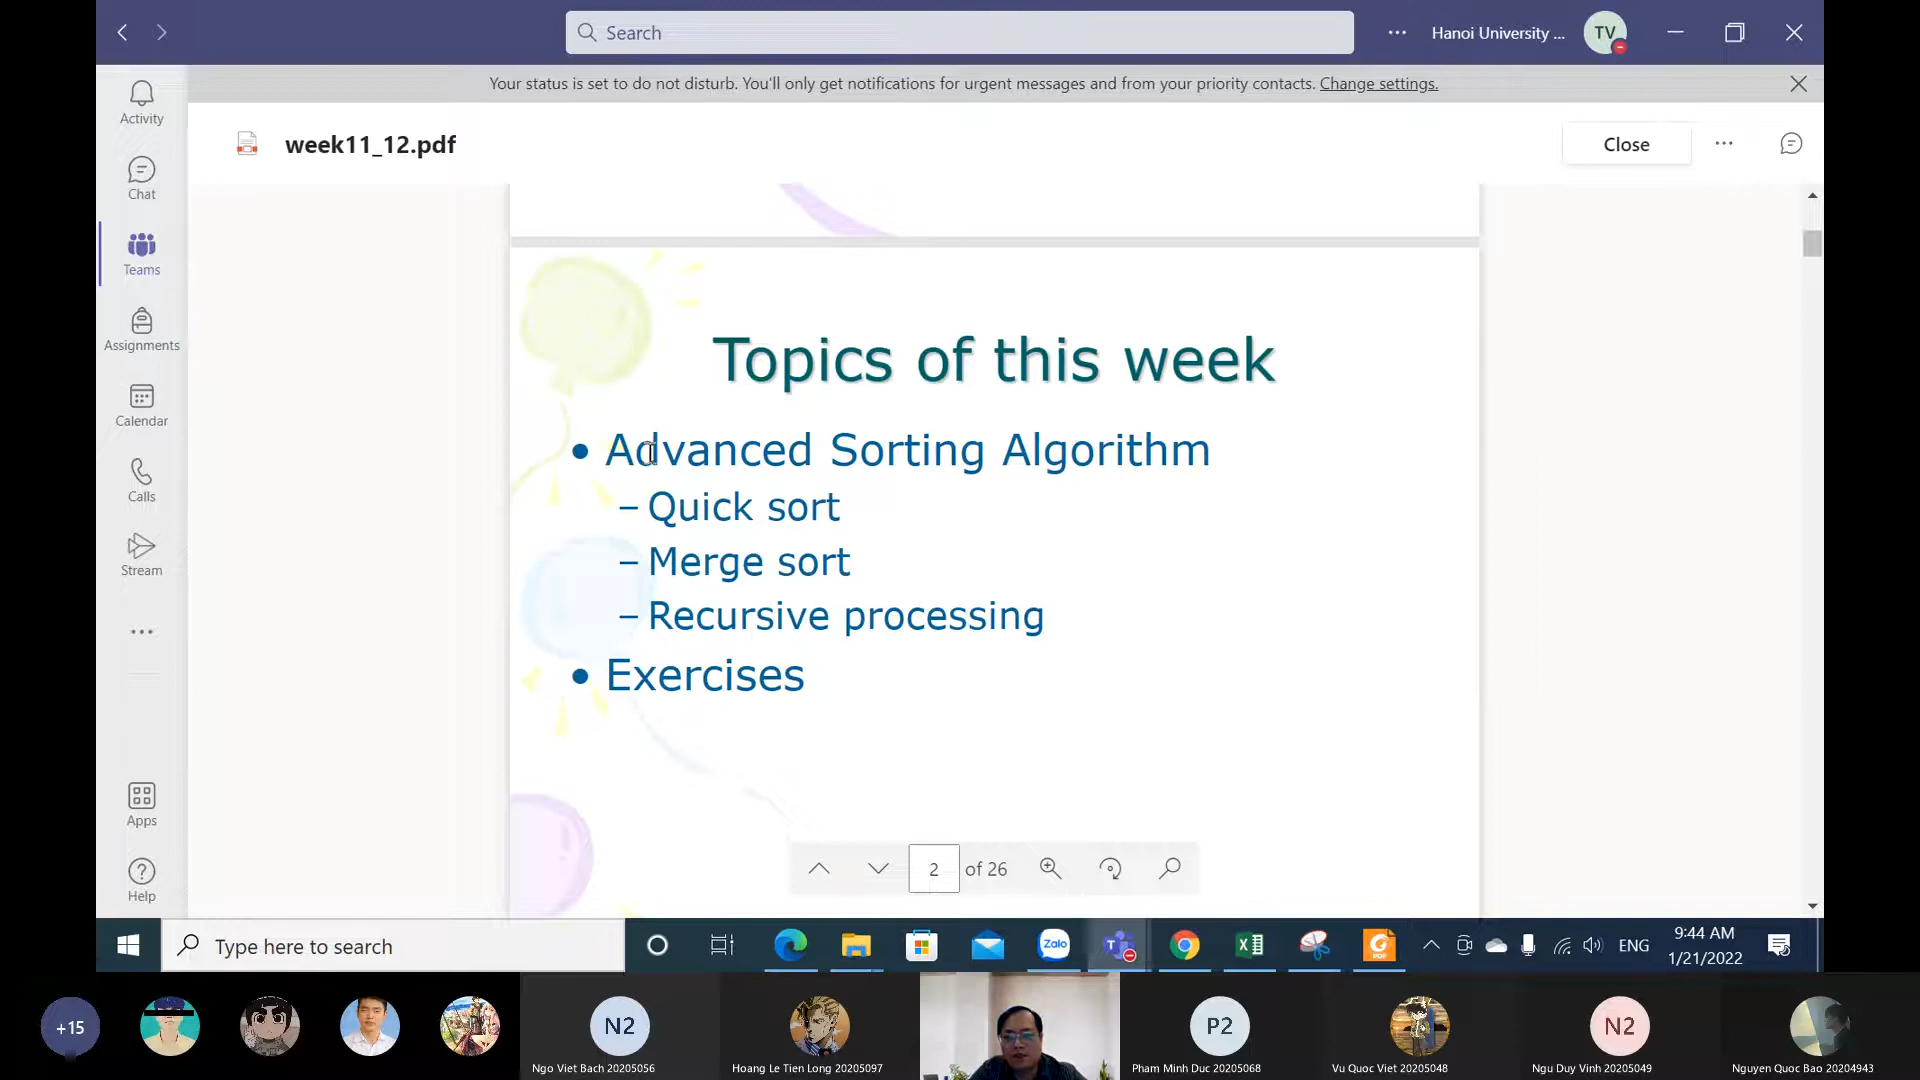 Search
Hanoi University ...
TV
Your status is set to do not disturb. You'll only get notifications for urgent messages and from your priority contacts. Change settings.
Activity
Chat
Teams
Assignments
Calendar
Calls
Stream
Apps
Help
week11_12.pdf
Close
Topics of this week
• Advanced Sorting Algorithm
– Quick sort
– Merge sort
– Recursive processing
• Exercises
2 of 26
Type here to search
Zalo
T
PDF
ENG
9:44 AM
1/21/2022
+15
N2
P2
N2
Ngo Viet Bach 20205056
Hoang Le Tien Long 20205097
Pham Minh Duc 20205068
Vu Quoc Viet 20205048
Ngu Duy Vinh 20205049
Nguyen Quoc Bao 20204943